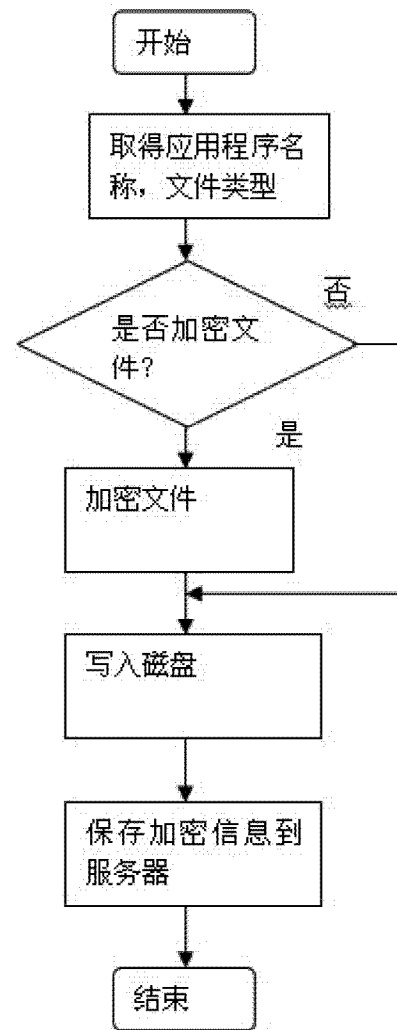 开始
取得应用程序名
称，文件类型
否
是否加密文
件？
是
加密文件
写入磁盘
保存加密信息到
服务器
结束